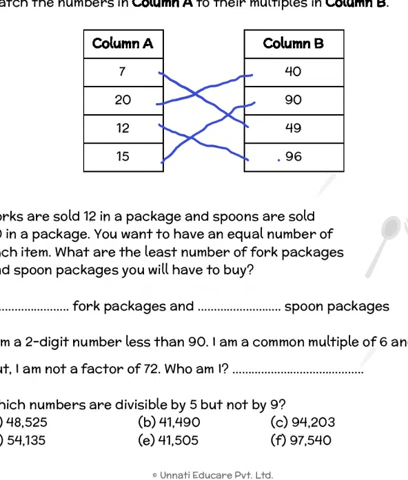 atch the numbers in Column A to their multiples in Column B.
Column A Column B
7 40
20 90
12 49
15 96
orks are sold 12 in a package and spoons are sold
in a package. You want to have an equal number of
ch item. What are the least number of fork packages
d spoon packages you will have to buy?
fork packages and spoon packages
m a 2-digit number less than 90. I am a common multiple of 6 an
ut, I am not a factor of 72. Who am I?
hich numbers are divisible by 5 but not by 9?
) 48,525 (b) 41,490 (c) 94,203
) 54,135 (e) 41,505 (f) 97,540
© Unnati Educare Pvt. Ltd.